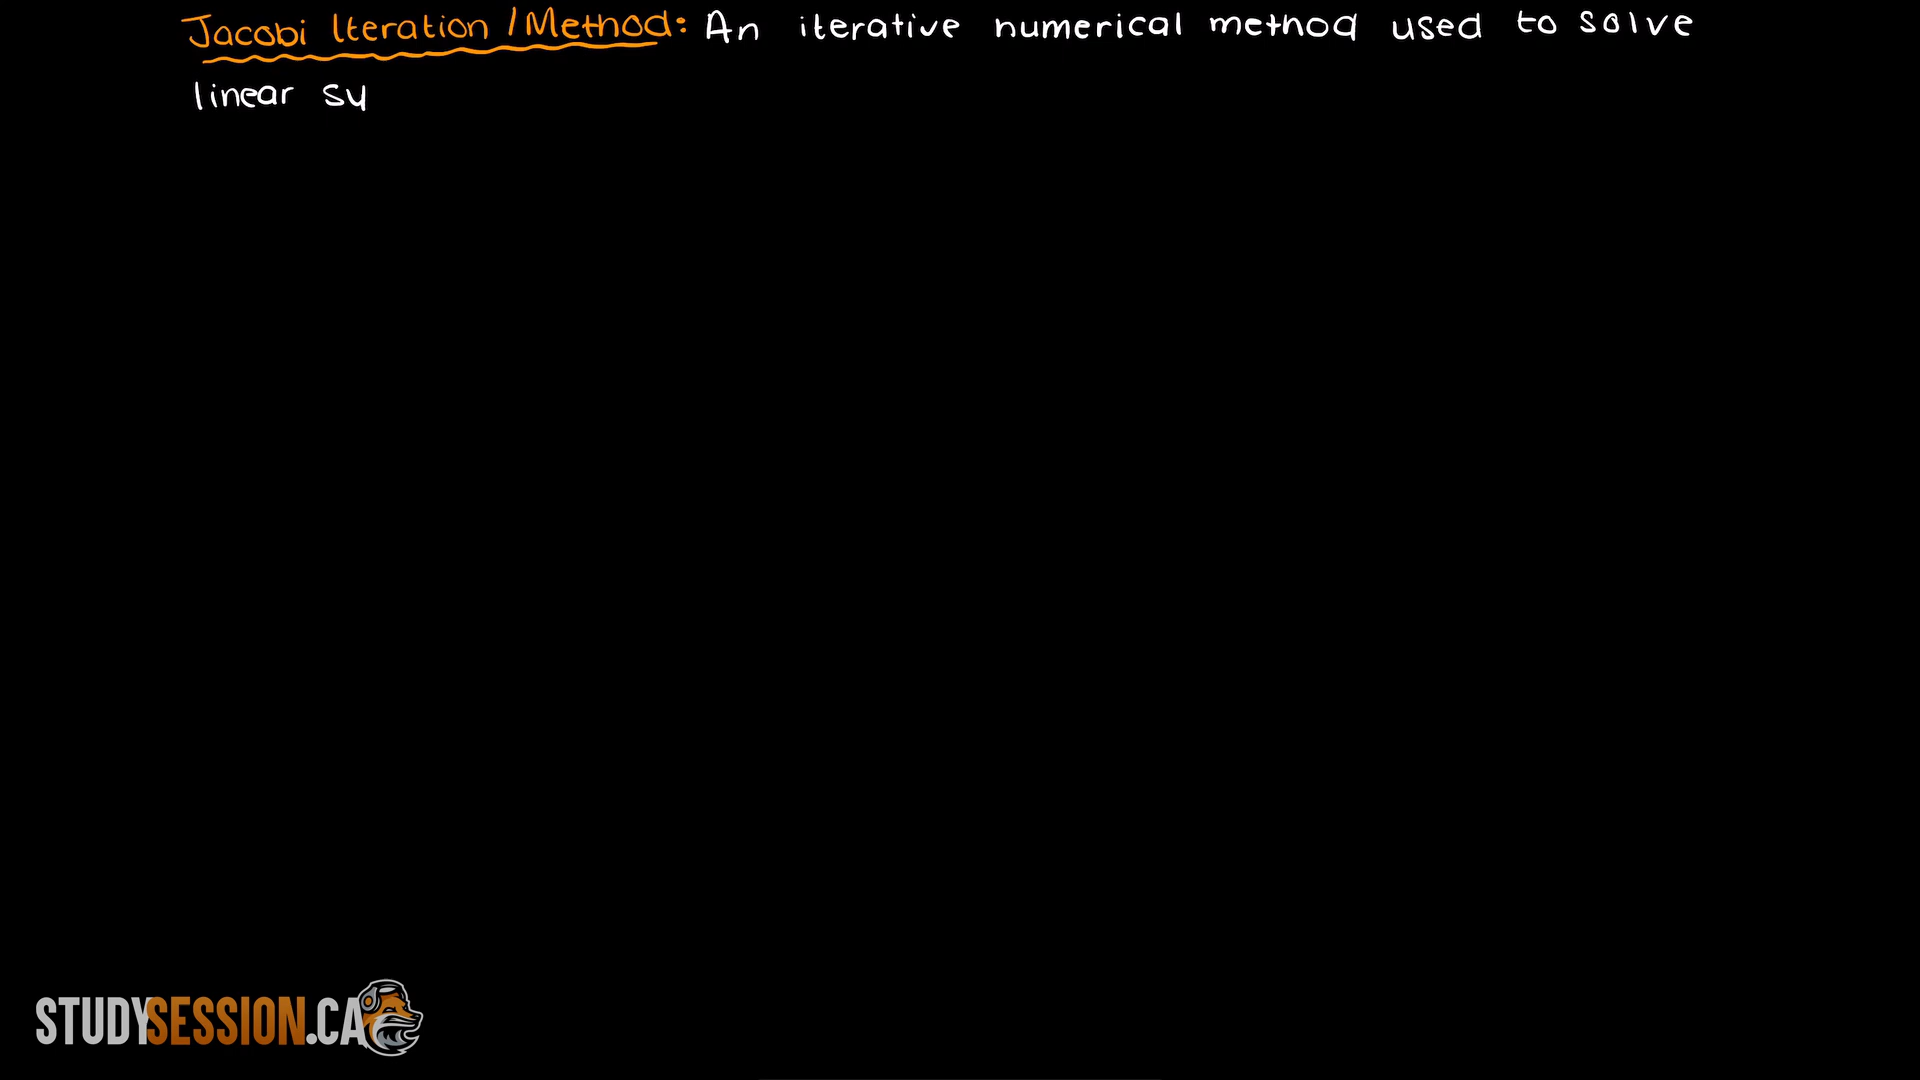 Jacobi Iteration / Method: An iterative numerical method used to solve
linear sy
STUDYSESSION.CA